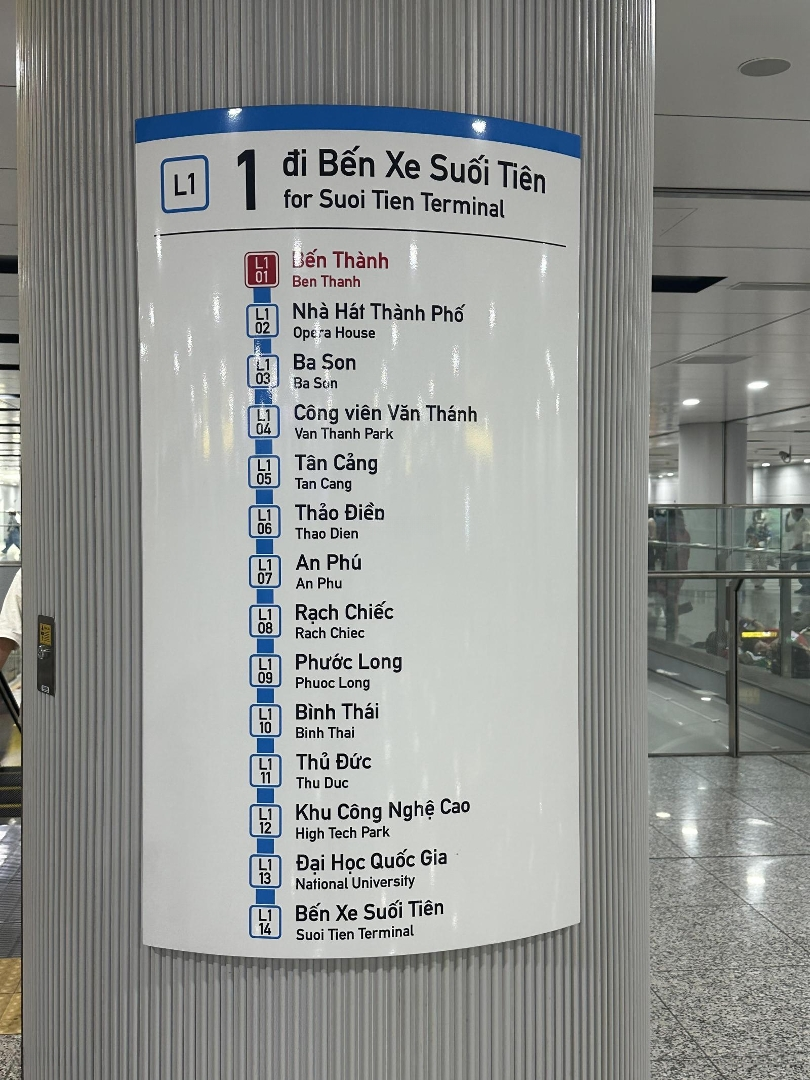 L1
1
đi Bến Xe Suối Tiên
for Suoi Tien Terminal
L1 01
Bến Thành
Ben Thanh
L1 02
Nhà Hát Thành Phố
Opera House
L1 03
Ba Son
Ba Son
L1 04
Công viên Văn Thánh
Van Thanh Park
L1 05
Tân Cảng
Tan Cang
L1 06
Thảo Điền
Thao Dien
L1 07
An Phú
An Phu
L1 08
Rạch Chiếc
Rach Chiec
L1 09
Phước Long
Phuoc Long
L1 10
Bình Thái
Binh Thai
L1 11
Thủ Đức
Thu Duc
L1 12
Khu Công Nghệ Cao
High Tech Park
L1 13
Đại Học Quốc Gia
National University
L1 14
Bến Xe Suối Tiên
Suoi Tien Terminal